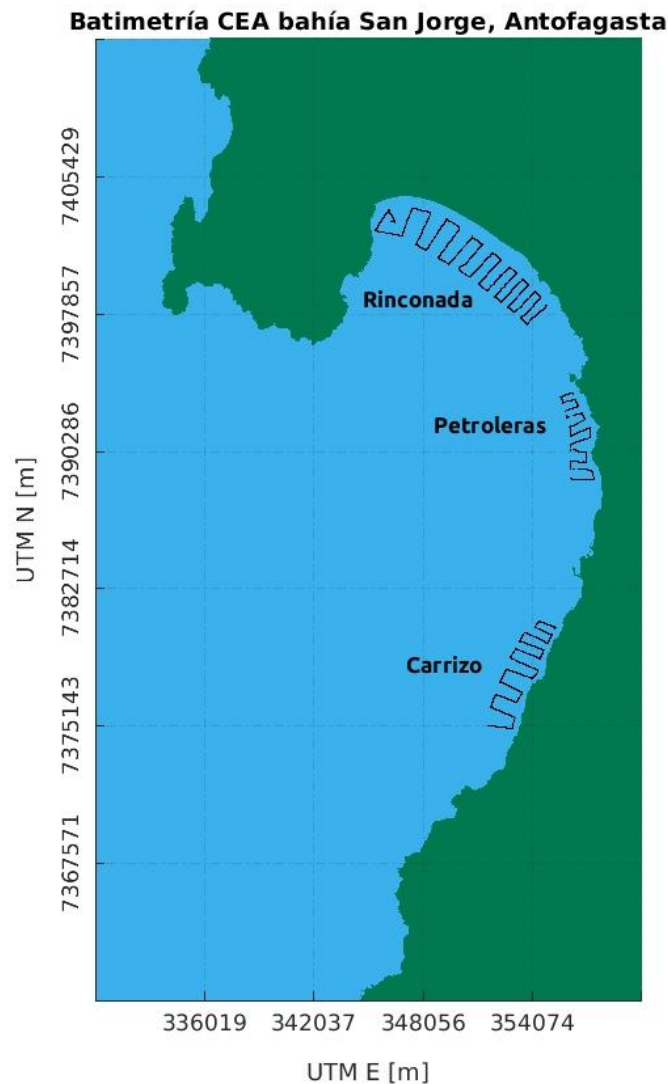 Batimetría CEA bahía San Jorge, Antofagasta
UTM N [m]
7405429
7397857
7390286
7382714
7375143
7367571
Rinconada
Petroleras
Carrizo
336019
342037
348056
354074
UTM E [m]